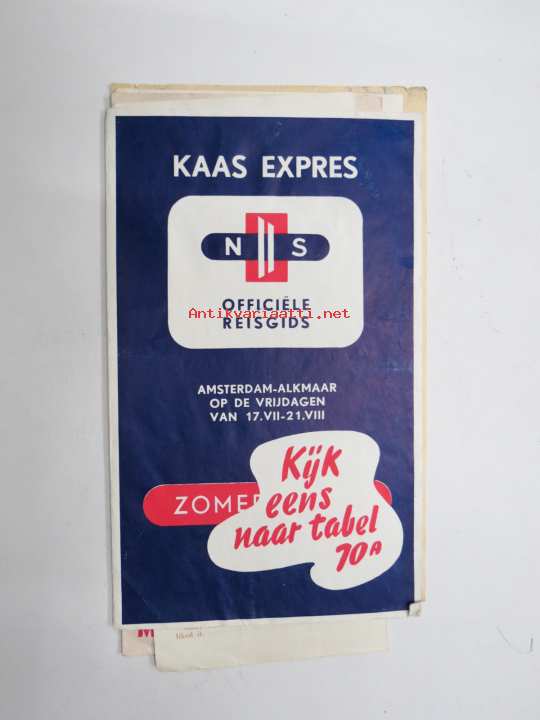 KAAS EXPRES
N S
OFFICIËLE
Antikvariaatti.net
REISGIDS
AMSTERDAM-ALKMAAR
OP DE VRIJDAGEN
VAN 17.VII-21.VIII
Kijk
eens
naar tabel
70A